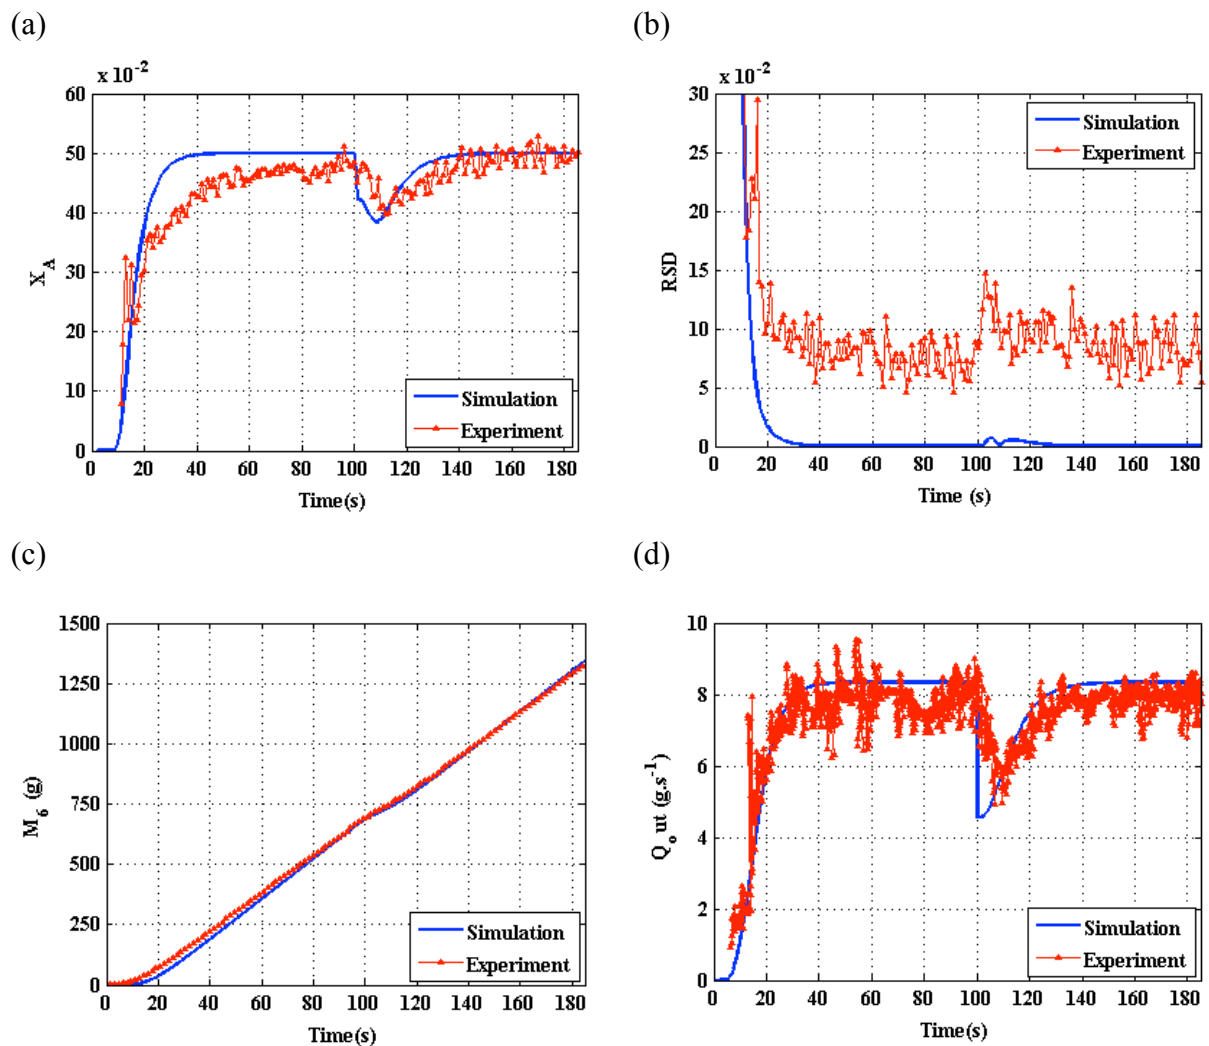 (a)
x 10⁻²
60
50
40
30
20
10
0
X_A
0 20 40 60 80 100 120 140 160 180
Time(s)
Simulation
Experiment
(b)
x 10⁻²
30
25
20
15
10
5
0
RSD
0 20 40 60 80 100 120 140 160 180
Time (s)
Simulation
Experiment
(c)
1500
1250
1000
750
500
250
0
M₆ (g)
0 20 40 60 80 100 120 140 160 180
Time(s)
Simulation
Experiment
(d)
10
8
6
4
2
0
Qₒut (g.s⁻¹)
0 20 40 60 80 100 120 140 160 180
Time(s)
Simulation
Experiment